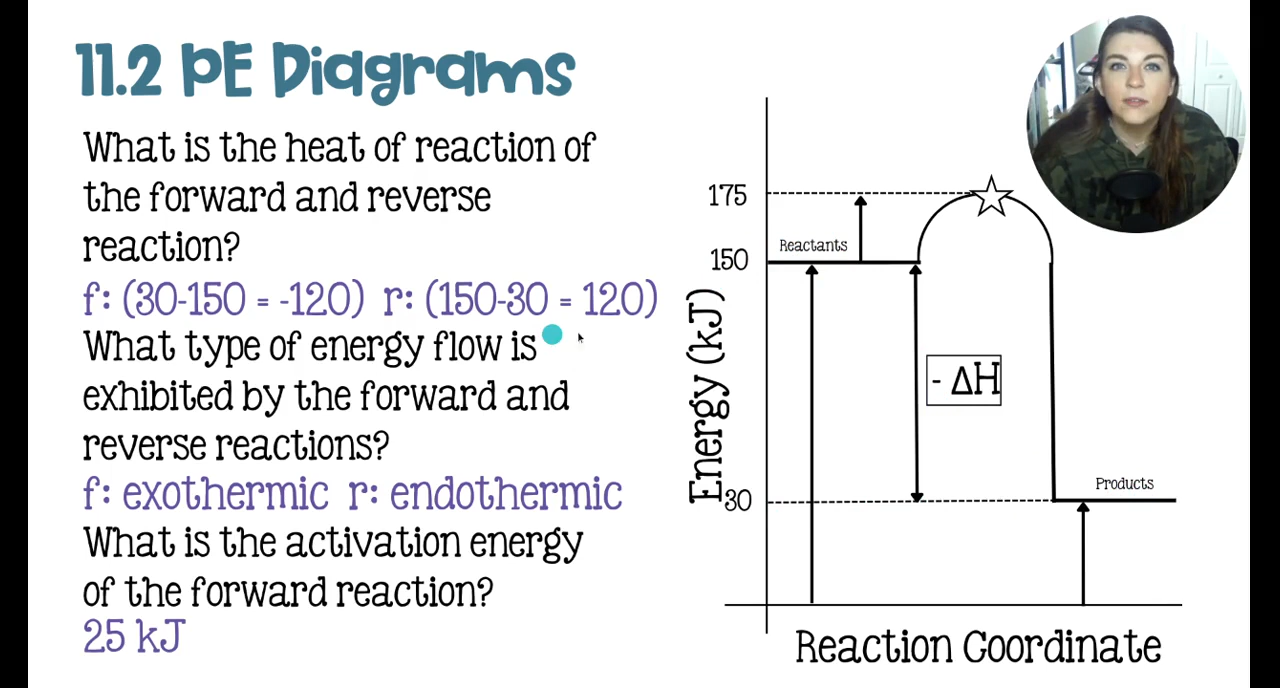 11.2 PE Diagrams
What is the heat of reaction of
the forward and reverse
reaction?
f: (30-150 = -120) r: (150-30 = 120)
What type of energy flow is
exhibited by the forward and
reverse reactions?
f: exothermic r: endothermic
What is the activation energy
of the forward reaction?
25 kJ
175
Reactants
150
Energy (kJ)
- ΔH
Products
30
Reaction Coordinate